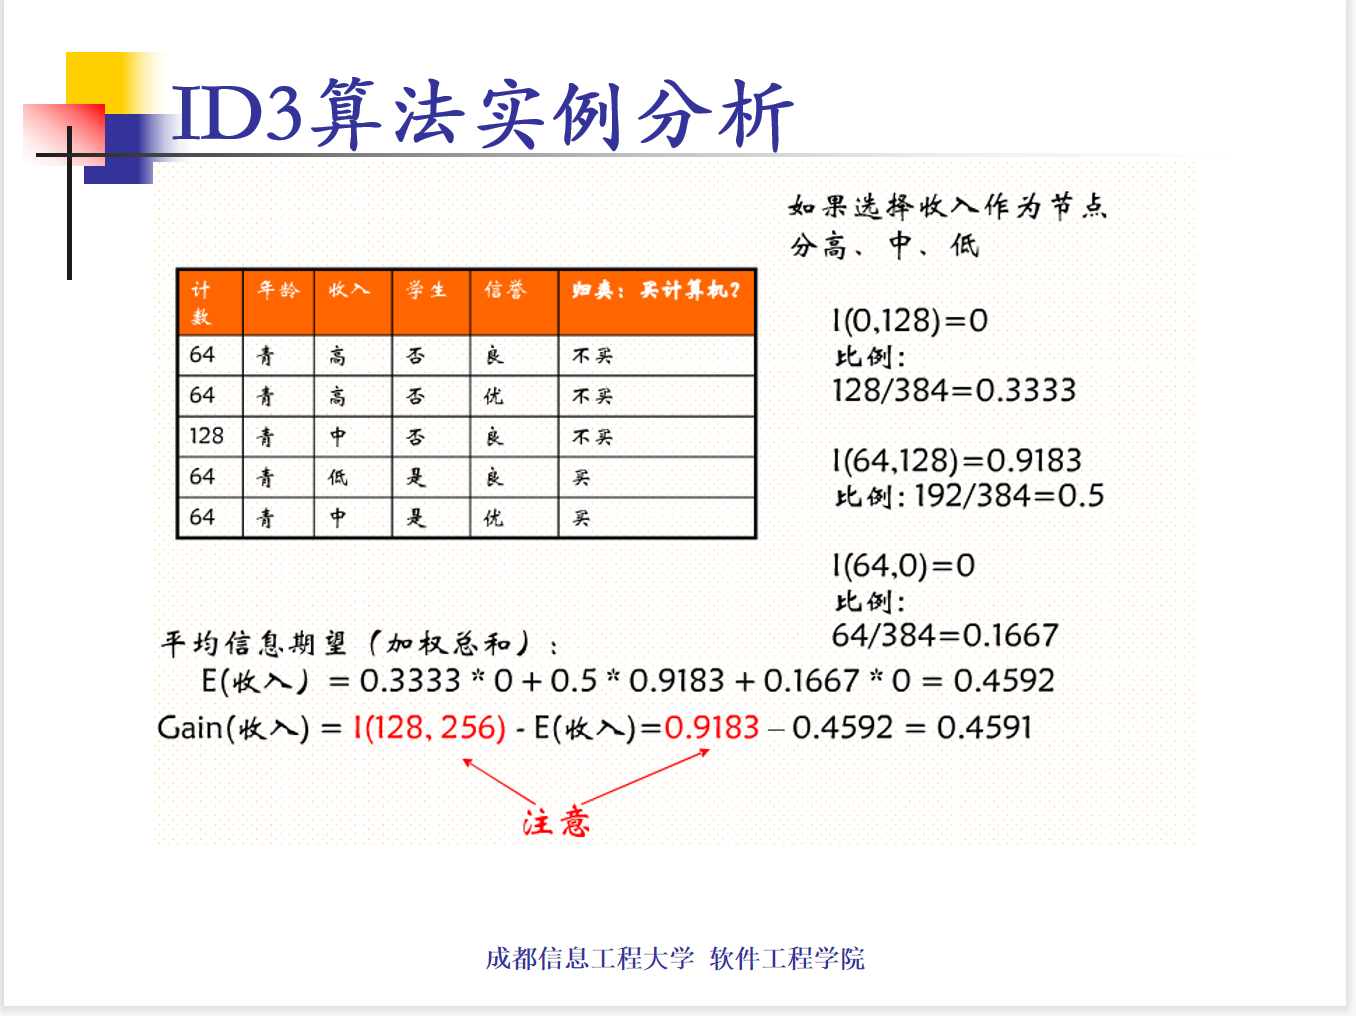 ID3算法实例分析
如果选择收入作为节点
分高、中、低
计数 年龄 收入 学生 信誉 归类：买计算机？
64 青 高 否 良 不买
64 青 高 否 优 不买
128 青 中 否 良 不买
64 青 低 是 良 买
64 青 中 是 优 买
I(0,128)=0
比例：
128/384=0.3333
I(64,128)=0.9183
比例：192/384=0.5
I(64,0)=0
比例：
64/384=0.1667
平均信息期望（加权总和）：
E(收入）= 0.3333 * 0 + 0.5 * 0.9183 + 0.1667 * 0 = 0.4592
Gain(收入) = I(128, 256) - E(收入)=0.9183 – 0.4592 = 0.4591
注意
成都信息工程大学 软件工程学院